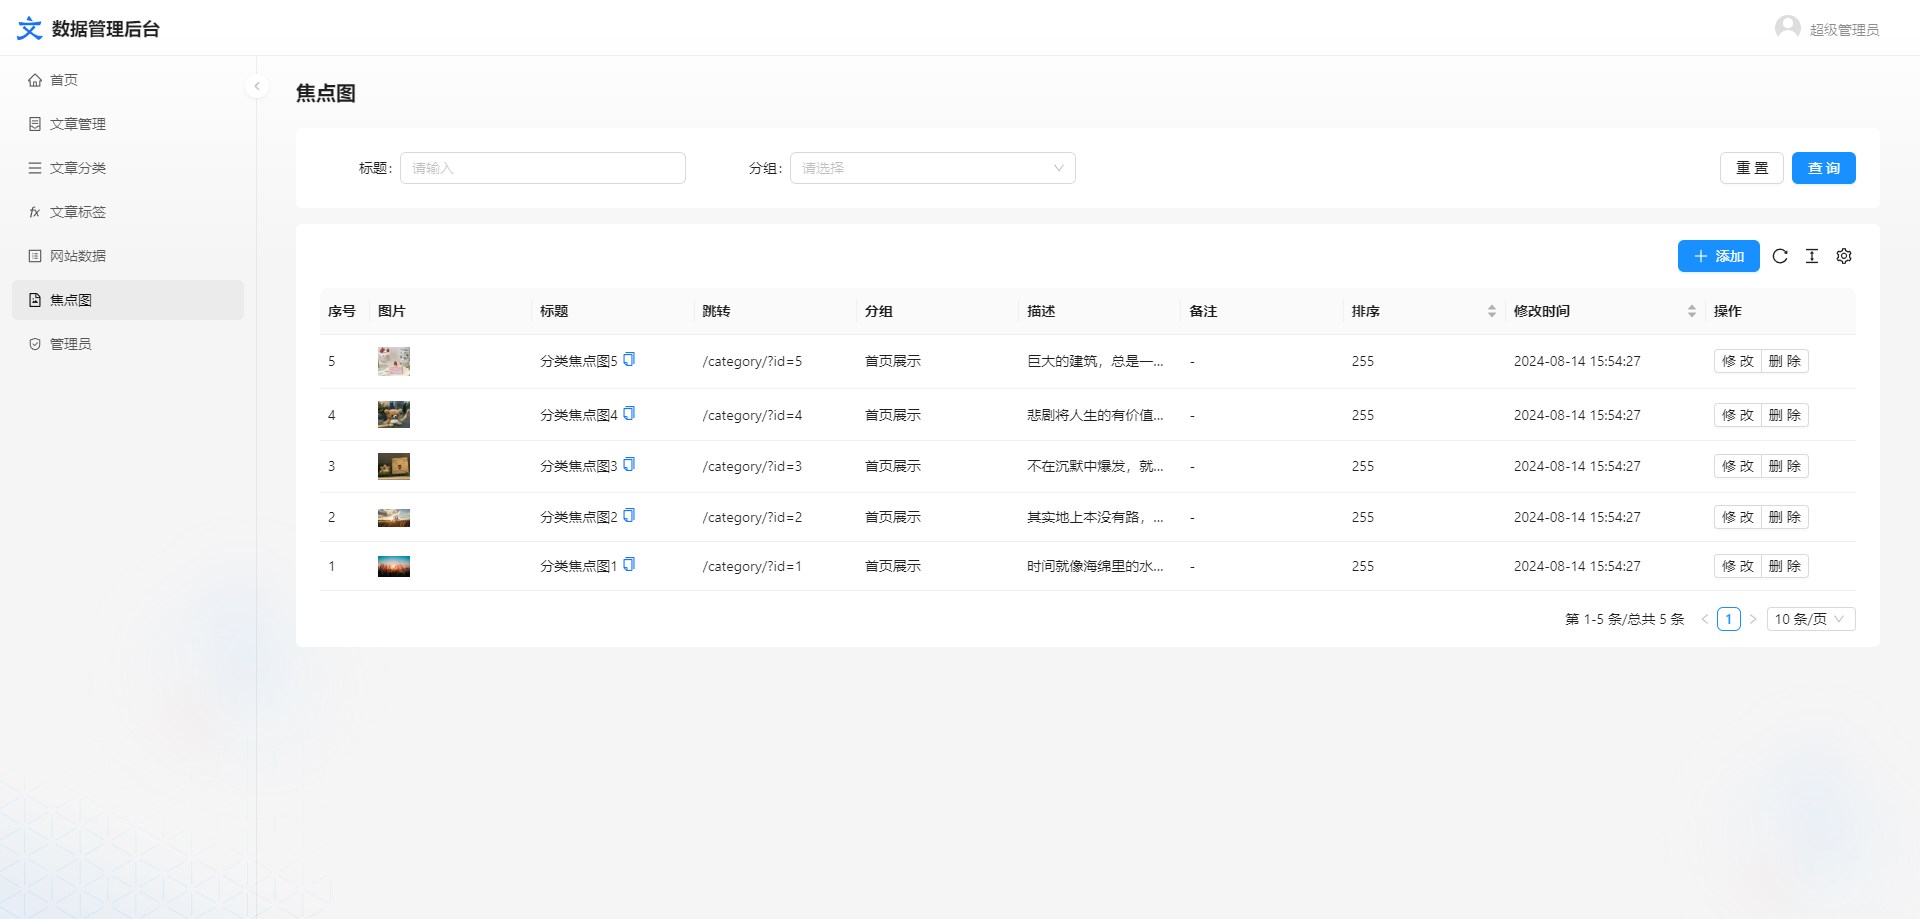 文 数据管理后台
超级管理员
首页
文章管理
文章分类
fx 文章标签
网站数据
焦点图
管理员
焦点图
标题: 请输入 分组: 请选择 重 置 查 询
+ 添加
序号 图片 标题 跳转 分组 描述 备注 排序 修改时间 操作
5 分类焦点图5 /category/?id=5 首页展示 巨大的建筑，总是一... - 255 2024-08-14 15:54:27 修 改 删 除
4 分类焦点图4 /category/?id=4 首页展示 悲剧将人生的有价值... - 255 2024-08-14 15:54:27 修 改 删 除
3 分类焦点图3 /category/?id=3 首页展示 不在沉默中爆发，就... - 255 2024-08-14 15:54:27 修 改 删 除
2 分类焦点图2 /category/?id=2 首页展示 其实地上本没有路，... - 255 2024-08-14 15:54:27 修 改 删 除
1 分类焦点图1 /category/?id=1 首页展示 时间就像海绵里的水... - 255 2024-08-14 15:54:27 修 改 删 除
第 1-5 条/总共 5 条 < 1 > 10 条/页